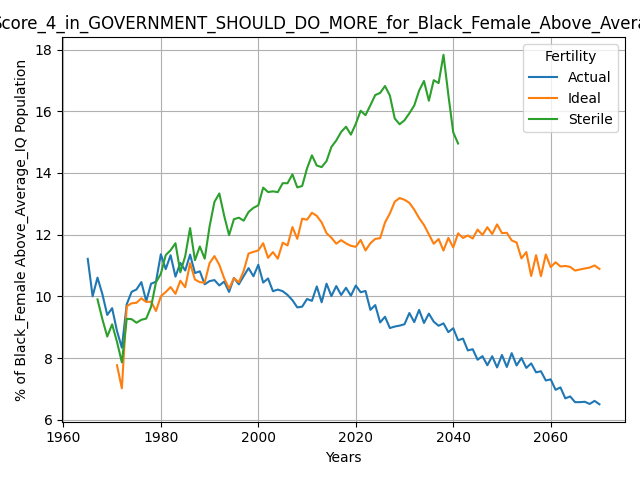 Score_4_in_GOVERNMENT_SHOULD_DO_MORE_for_Black_Female_Above_Avera
% of Black_Female Above_Average_IQ Population
18
16
14
12
10
8
6
1960
1980
2000
2020
2040
2060
Years
Fertility
Actual
Ideal
Sterile